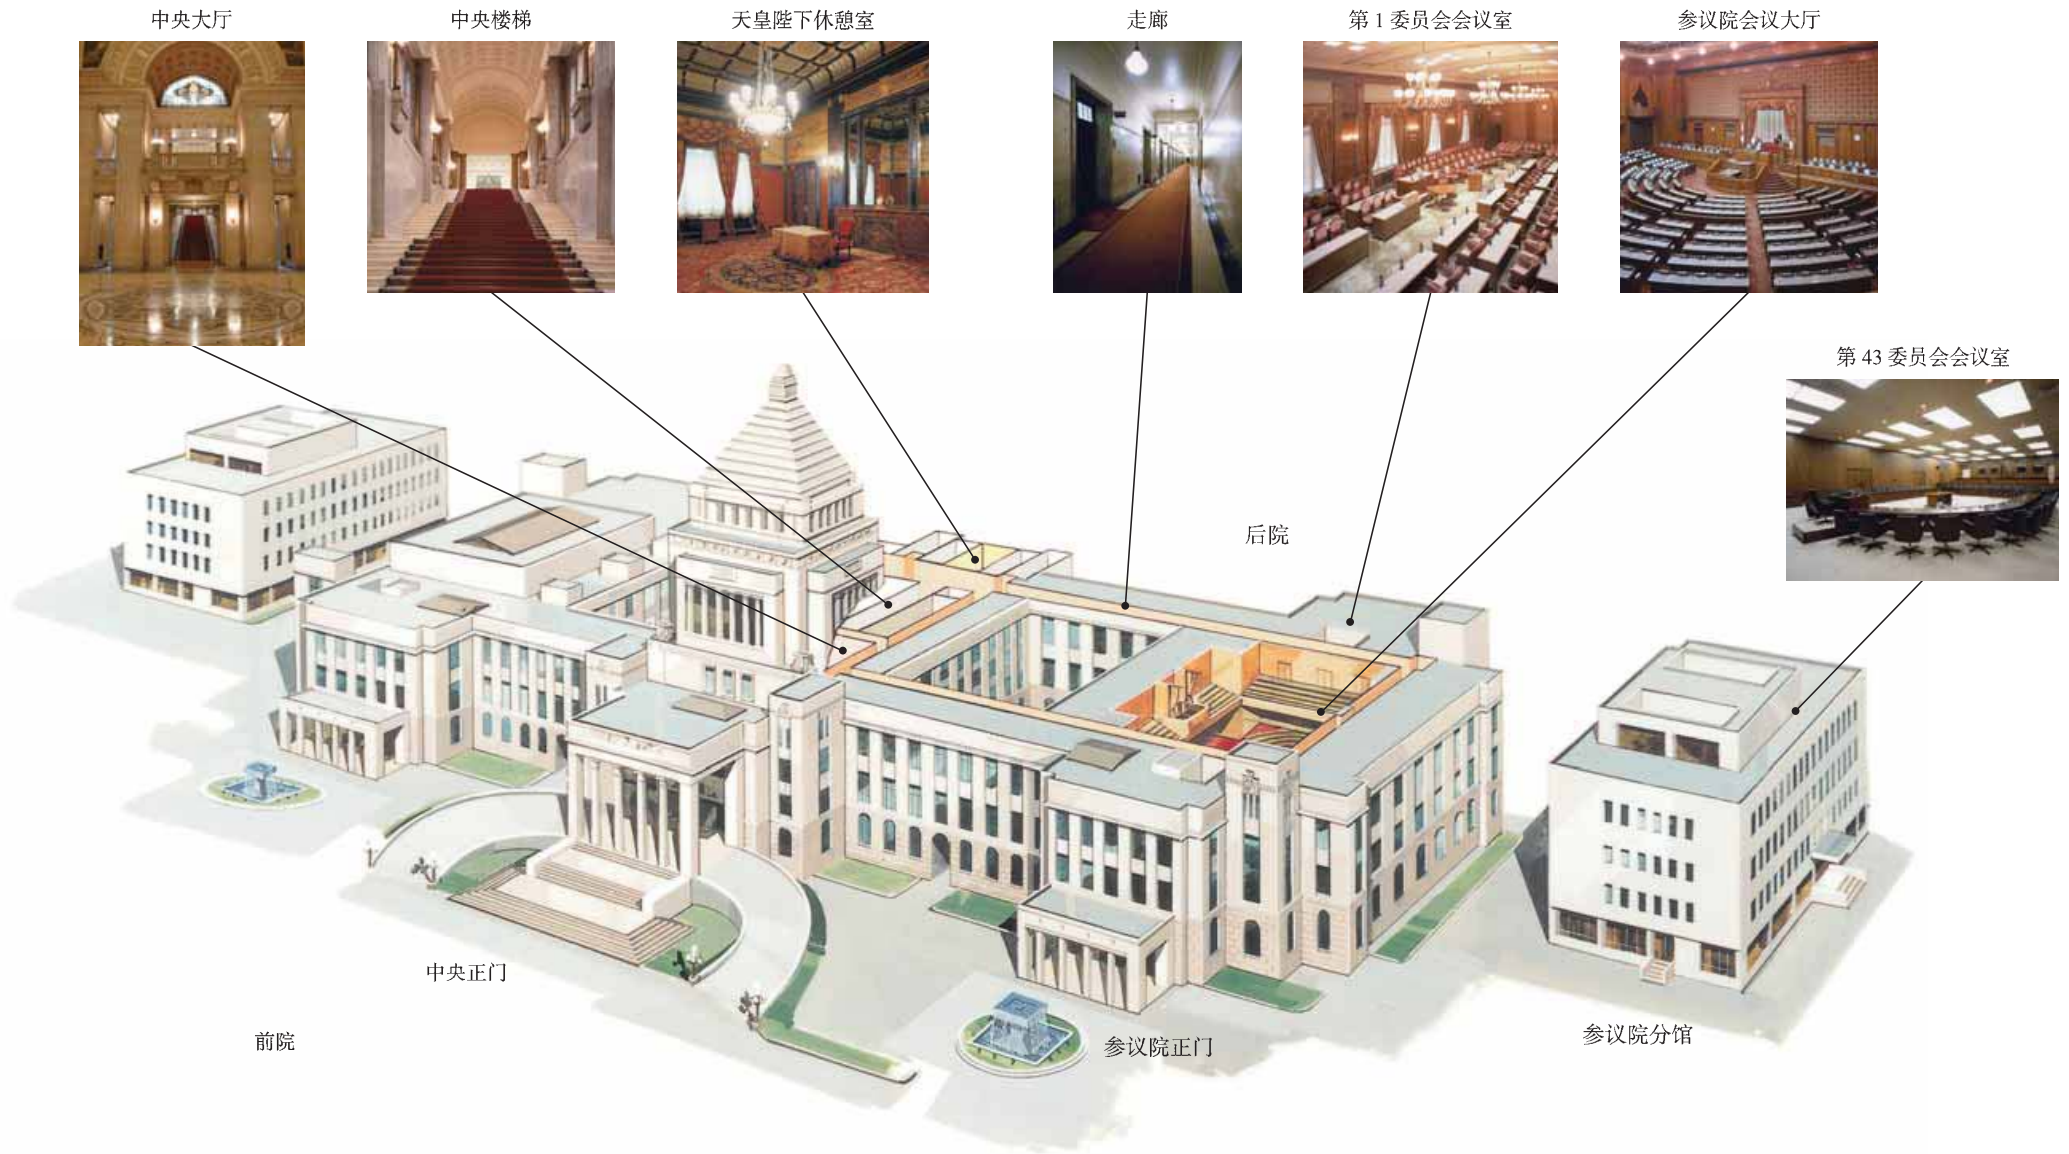 中央大厅
中央楼梯
天皇陛下休憩室
走廊
第 1 委员会会议室
参议院会议大厅
第 43 委员会会议室
后院
中央正门
前院
参议院正门
参议院分馆